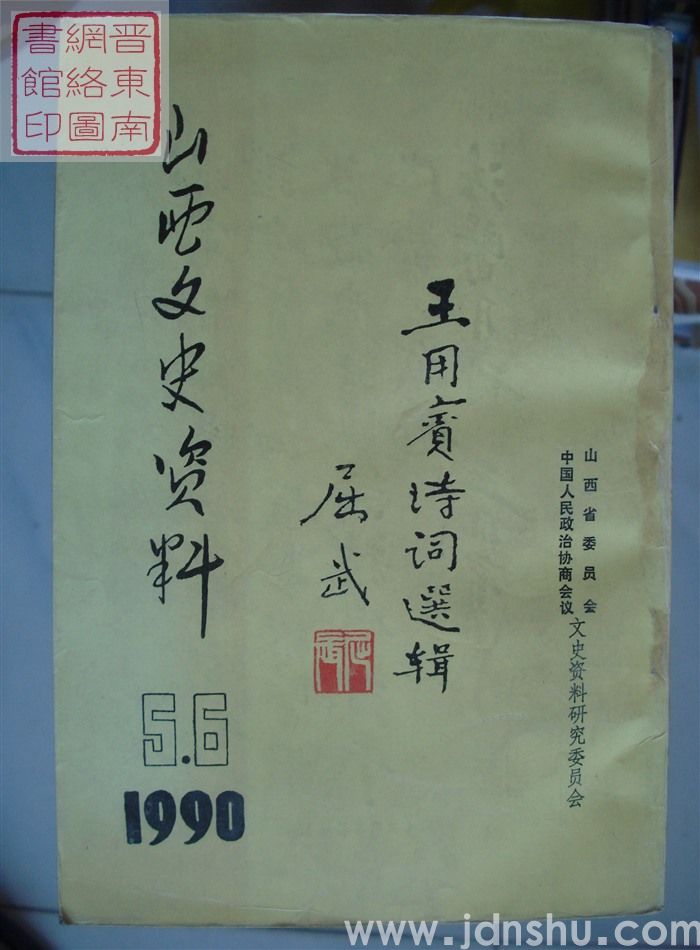 晋東南
網絡圖
書館印
中国人民政治协商会议
山西省委员会
文史资料研究委员会
王用賓诗词選辑
屈武
山西文史资料
5.6
1990
www.jdnshu.com